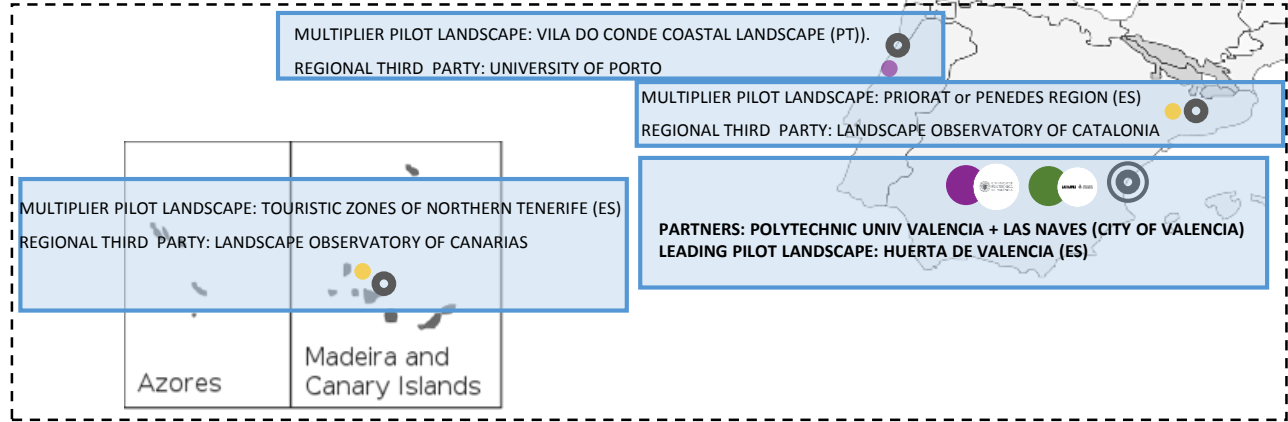 MULTIPLIER PILOT LANDSCAPE: VILA DO CONDE COASTAL LANDSCAPE (PT)).
REGIONAL THIRD PARTY: UNIVERSITY OF PORTO
MULTIPLIER PILOT LANDSCAPE: PRIORAT or PENEDES REGION (ES)
REGIONAL THIRD PARTY: LANDSCAPE OBSERVATORY OF CATALONIA
PARTNERS: POLYTECHNIC UNIV VALENCIA + LAS NAVES (CITY OF VALENCIA)
LEADING PILOT LANDSCAPE: HUERTA DE VALENCIA (ES)
MULTIPLIER PILOT LANDSCAPE: TOURISTIC ZONES OF NORTHERN TENERIFE (ES)
REGIONAL THIRD PARTY: LANDSCAPE OBSERVATORY OF CANARIAS
Azores
Madeira and
Canary Islands